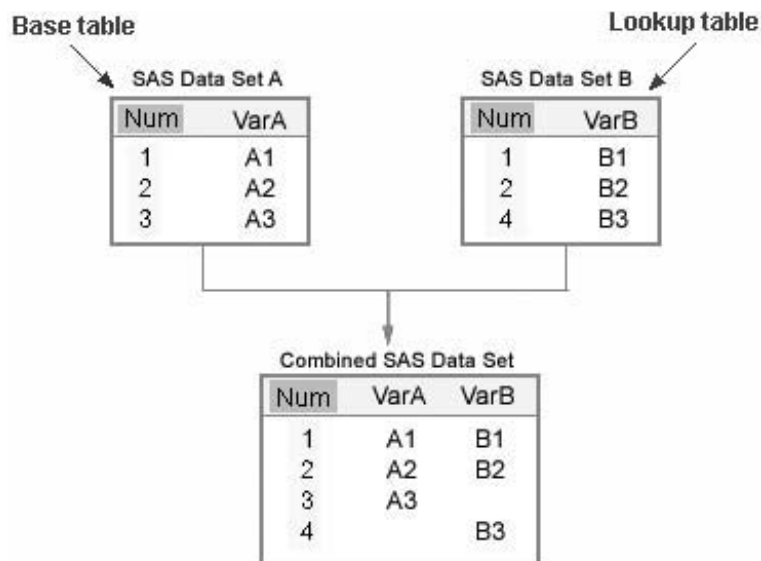 Base table
Lookup table
SAS Data Set A
SAS Data Set B
Num VarA
1 A1
2 A2
3 A3
Num VarB
1 B1
2 B2
4 B3
Combined SAS Data Set
Num VarA VarB
1 A1 B1
2 A2 B2
3 A3
4 B3